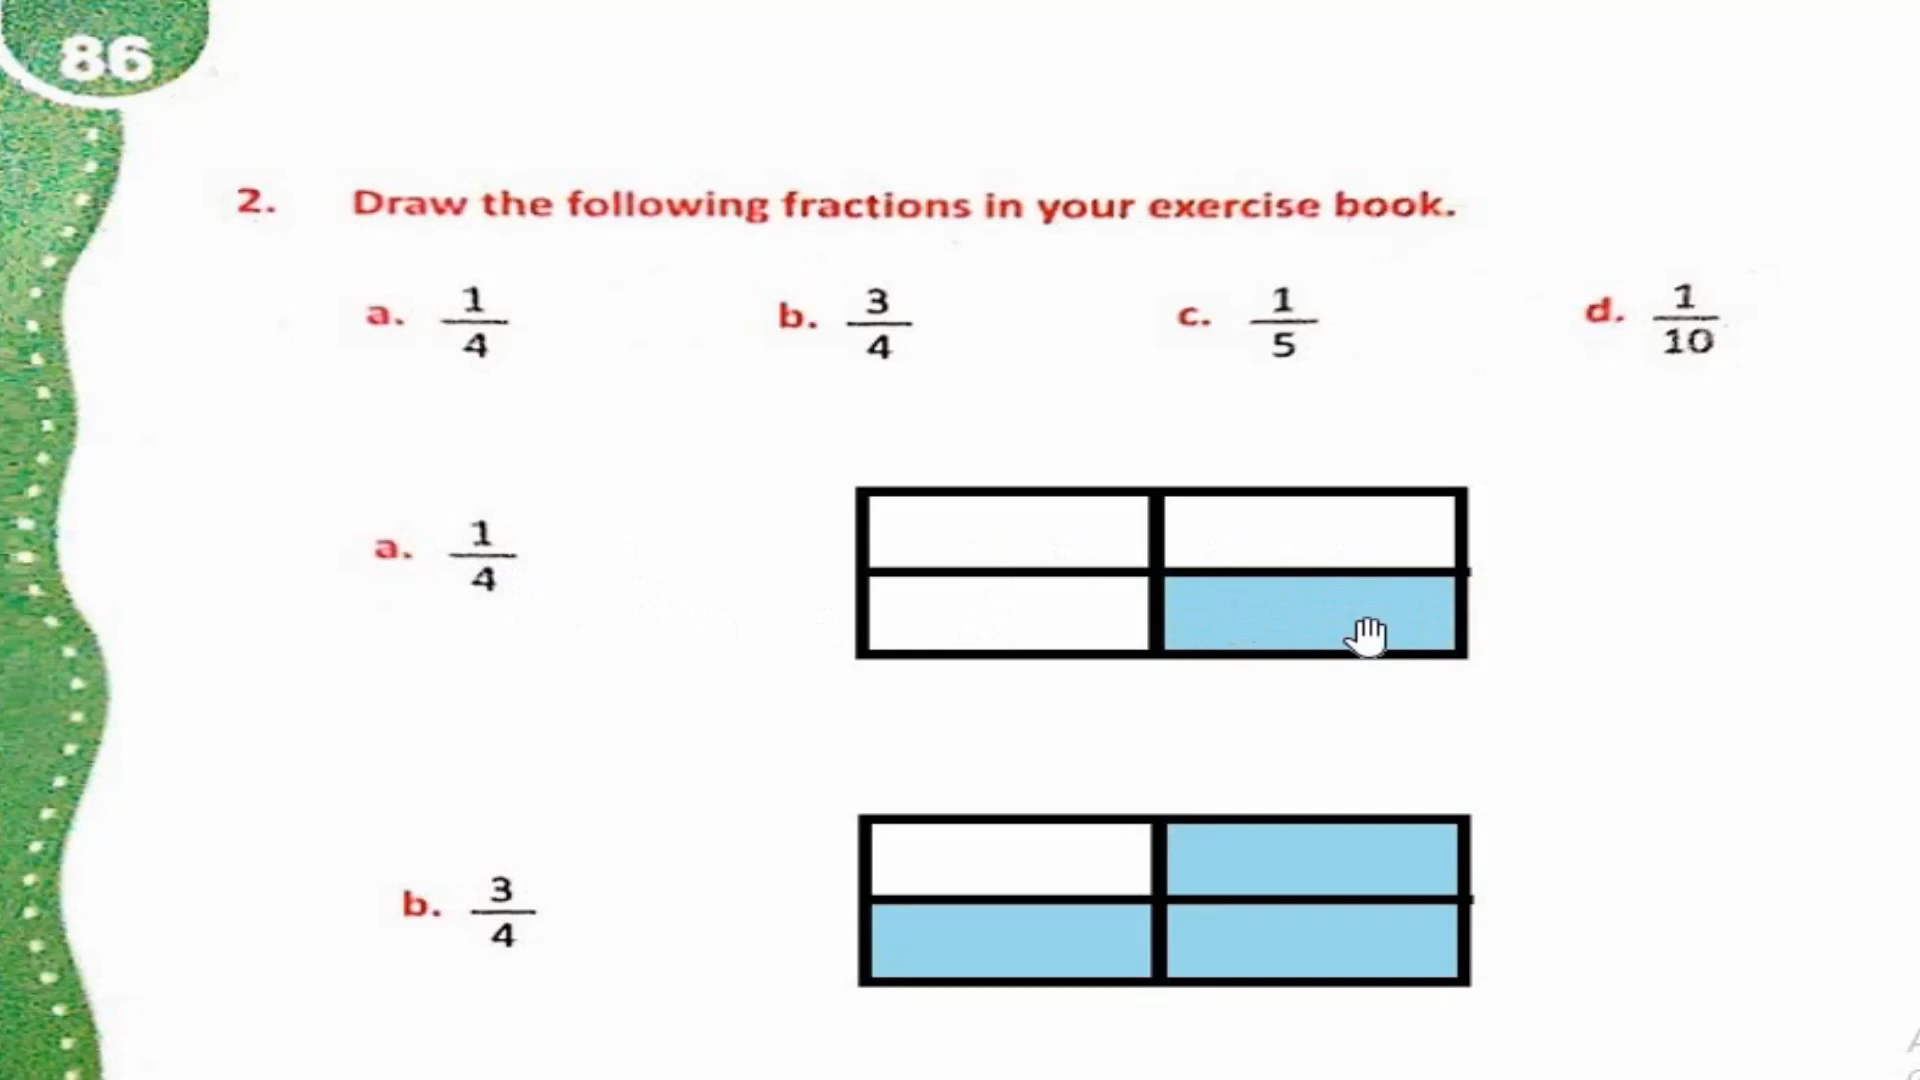 86
2. Draw the following fractions in your exercise book.
a. 1/4 b. 3/4 c. 1/5 d. 1/10
a. 1/4
b. 3/4